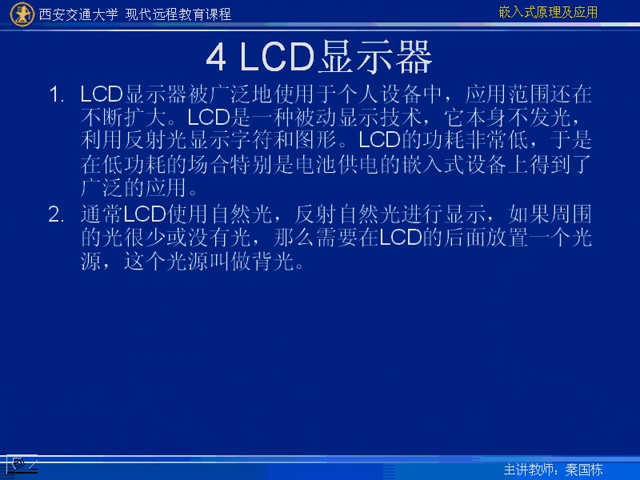 西安交通大学 现代远程教育课程
嵌入式原理及应用
4 LCD显示器
1. LCD显示器被广泛地使用于个人设备中，应用范围还在
不断扩大。LCD是一种被动显示技术，它本身不发光，
利用反射光显示字符和图形。LCD的功耗非常低，于是
在低功耗的场合特别是电池供电的嵌入式设备上得到了
广泛的应用。
2. 通常LCD使用自然光，反射自然光进行显示，如果周围
的光很少或没有光，那么需要在LCD的后面放置一个光
源，这个光源叫做背光。
主讲教师：秦国栋